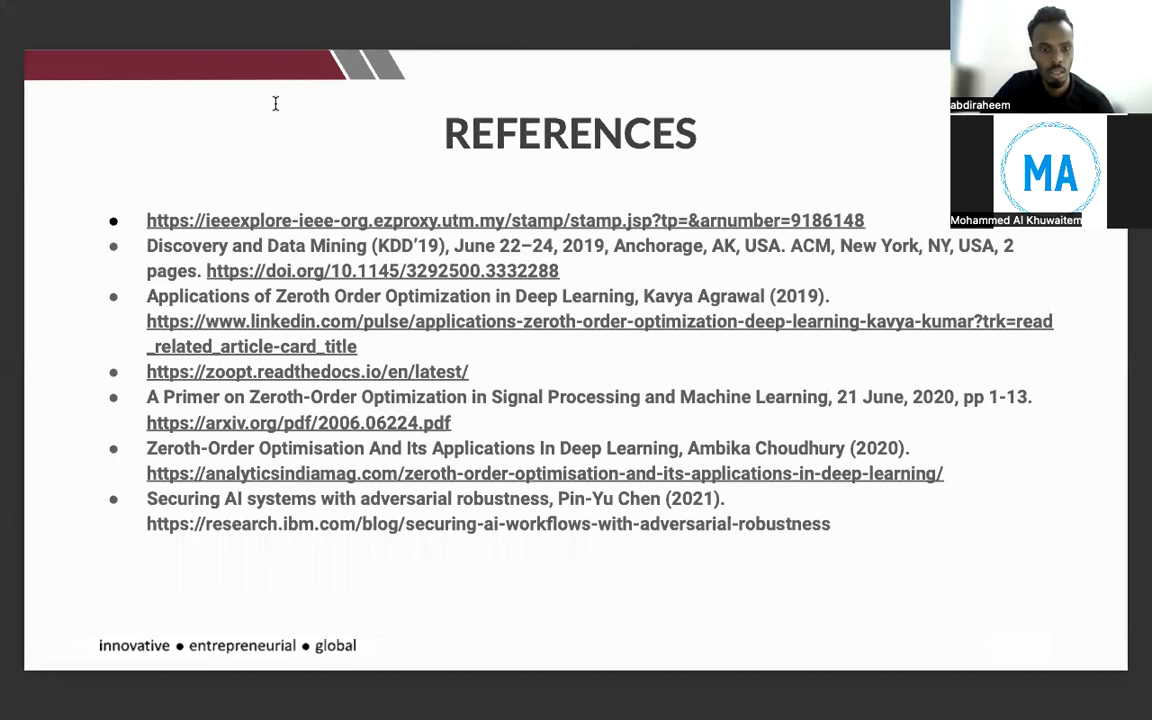 REFERENCES
https://ieeexplore-ieee-org.ezproxy.utm.my/stamp/stamp.jsp?tp=&arnumber=9186148
Discovery and Data Mining (KDD’19), June 22–24, 2019, Anchorage, AK, USA. ACM, New York, NY, USA, 2
pages. https://doi.org/10.1145/3292500.3332288
Applications of Zeroth Order Optimization in Deep Learning, Kavya Agrawal (2019).
https://www.linkedin.com/pulse/applications-zeroth-order-optimization-deep-learning-kavya-kumar?trk=read
_related_article-card_title
https://zoopt.readthedocs.io/en/latest/
A Primer on Zeroth-Order Optimization in Signal Processing and Machine Learning, 21 June, 2020, pp 1-13.
https://arxiv.org/pdf/2006.06224.pdf
Zeroth-Order Optimisation And Its Applications In Deep Learning, Ambika Choudhury (2020).
https://analyticsindiamag.com/zeroth-order-optimisation-and-its-applications-in-deep-learning/
Securing AI systems with adversarial robustness, Pin-Yu Chen (2021).
https://research.ibm.com/blog/securing-ai-workflows-with-adversarial-robustness
innovative ● entrepreneurial ● global
abdiraheem
MA
Mohammed Al Khuwaitem